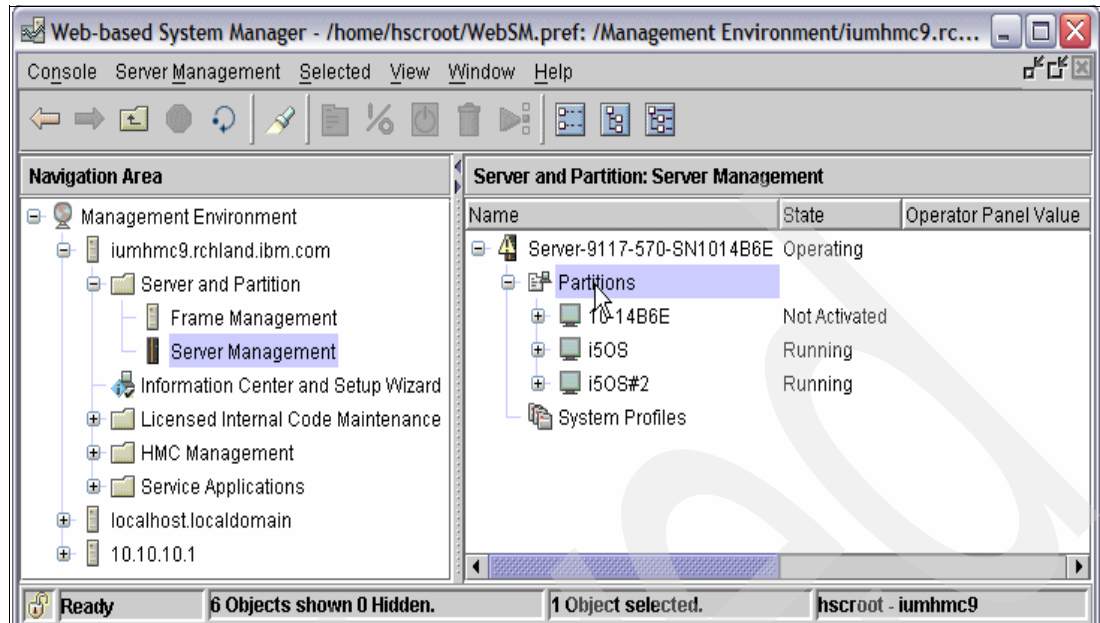 Web-based System Manager - /home/hscroot/WebSM.pref: /Management Environment/iumhmc9.rc...
Console Server Management Selected View Window Help
Navigation Area
Management Environment
iumhmc9.rchland.ibm.com
Server and Partition
Frame Management
Server Management
Information Center and Setup Wizard
Licensed Internal Code Maintenance
HMC Management
Service Applications
localhost.localdomain
10.10.10.1
Server and Partition: Server Management
Name State Operator Panel Value
Server-9117-570-SN1014B6E Operating
Partitions
10-14B6E Not Activated
i5OS Running
i5OS#2 Running
System Profiles
Ready 6 Objects shown 0 Hidden. 1 Object selected. hscroot - iumhmc9